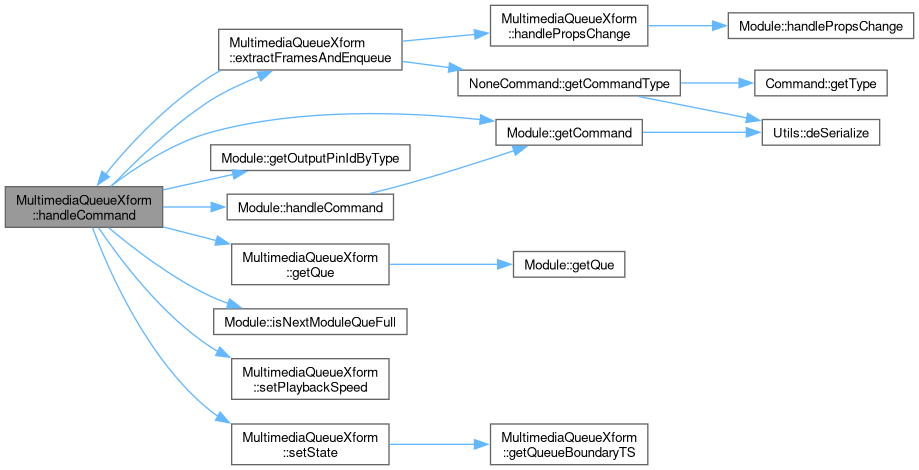 MultimediaQueueXform
::handleCommand
MultimediaQueueXform
::extractFramesAndEnqueue
MultimediaQueueXform
::handlePropsChange
Module::handlePropsChange
NoneCommand::getCommandType
Command::getType
Utils::deSerialize
Module::getCommand
Module::getOutputPinIdByType
Module::handleCommand
MultimediaQueueXform
::getQue
Module::getQue
Module::isNextModuleQueFull
MultimediaQueueXform
::setPlaybackSpeed
MultimediaQueueXform
::setState
MultimediaQueueXform
::getQueueBoundaryTS